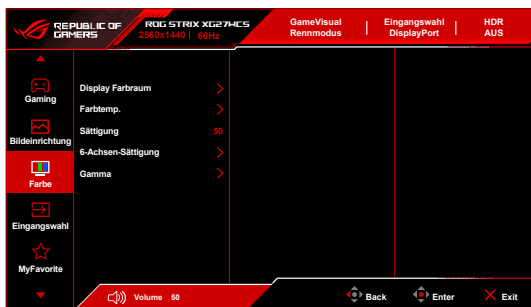 REPUBLIC OF
GAMERS
ROG STRIX XG27WCS
2560x1440 | 60Hz
GameVisual
Rennmodus
Eingangswahl
DisplayPort
HDR
AUS
Gaming
Bildeinrichtung
Farbe
Eingangswahl
MyFavorite
Display Farbraum
Farbtemp.
Sättigung 50
6-Achsen-Sättigung
Gamma
Volume 50
Back
Enter
Exit